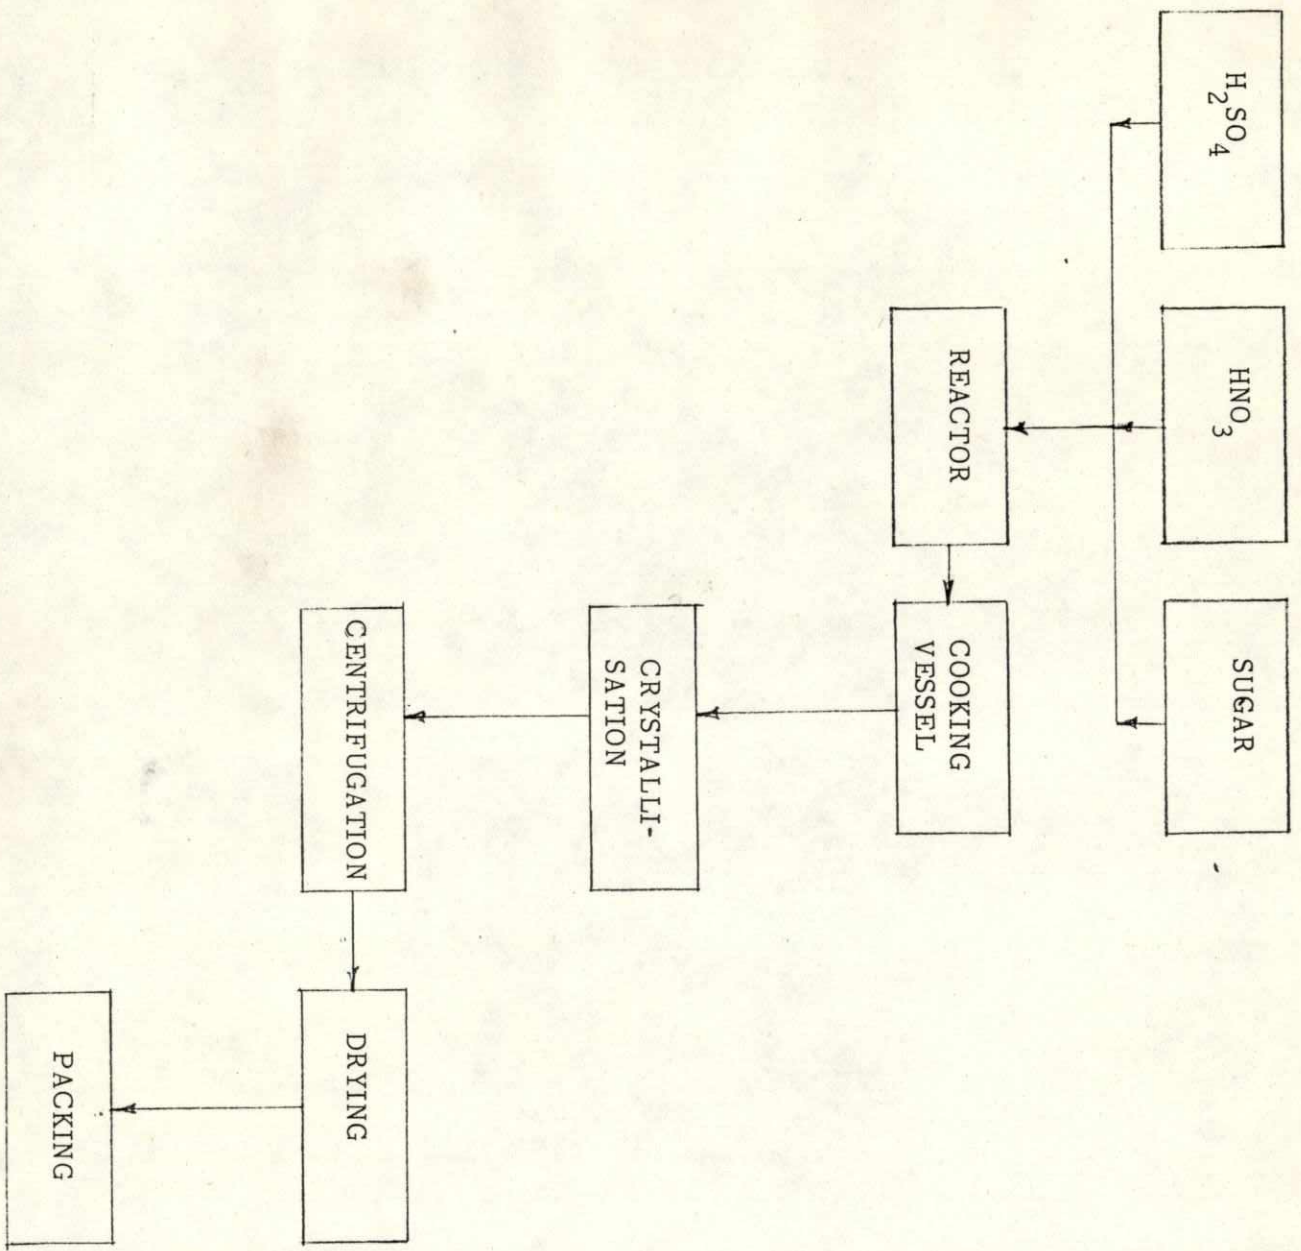 H₂SO₄
HNO₃
SUGAR
REACTOR
COOKING
VESSEL
CRYSTALLI-
SATION
CENTRIFUGATION
DRYING
PACKING